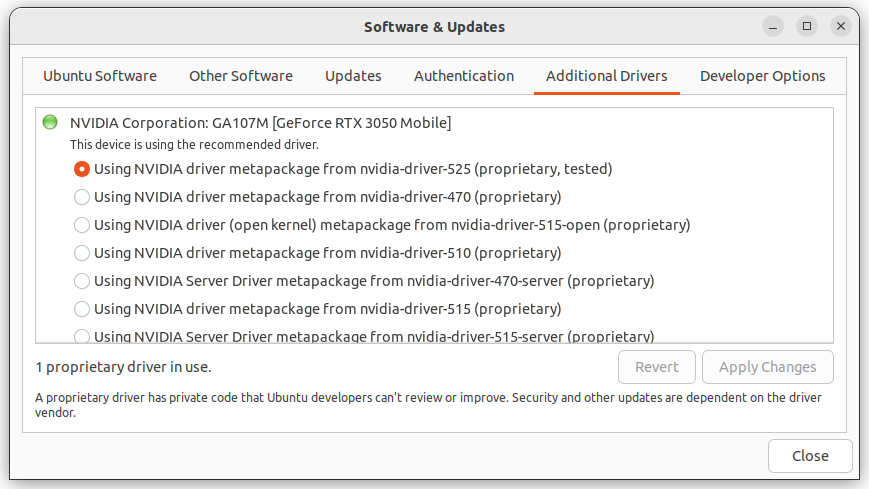 Software & Updates
Ubuntu Software Other Software Updates Authentication Additional Drivers Developer Options
NVIDIA Corporation: GA107M [GeForce RTX 3050 Mobile]
This device is using the recommended driver.
Using NVIDIA driver metapackage from nvidia-driver-525 (proprietary, tested)
Using NVIDIA driver metapackage from nvidia-driver-470 (proprietary)
Using NVIDIA driver (open kernel) metapackage from nvidia-driver-515-open (proprietary)
Using NVIDIA driver metapackage from nvidia-driver-510 (proprietary)
Using NVIDIA Server Driver metapackage from nvidia-driver-470-server (proprietary)
Using NVIDIA driver metapackage from nvidia-driver-515 (proprietary)
Using NVIDIA Server Driver metapackage from nvidia-driver-515-server (proprietary)
1 proprietary driver in use.
Revert Apply Changes
A proprietary driver has private code that Ubuntu developers can't review or improve. Security and other updates are dependent on the driver
vendor.
Close